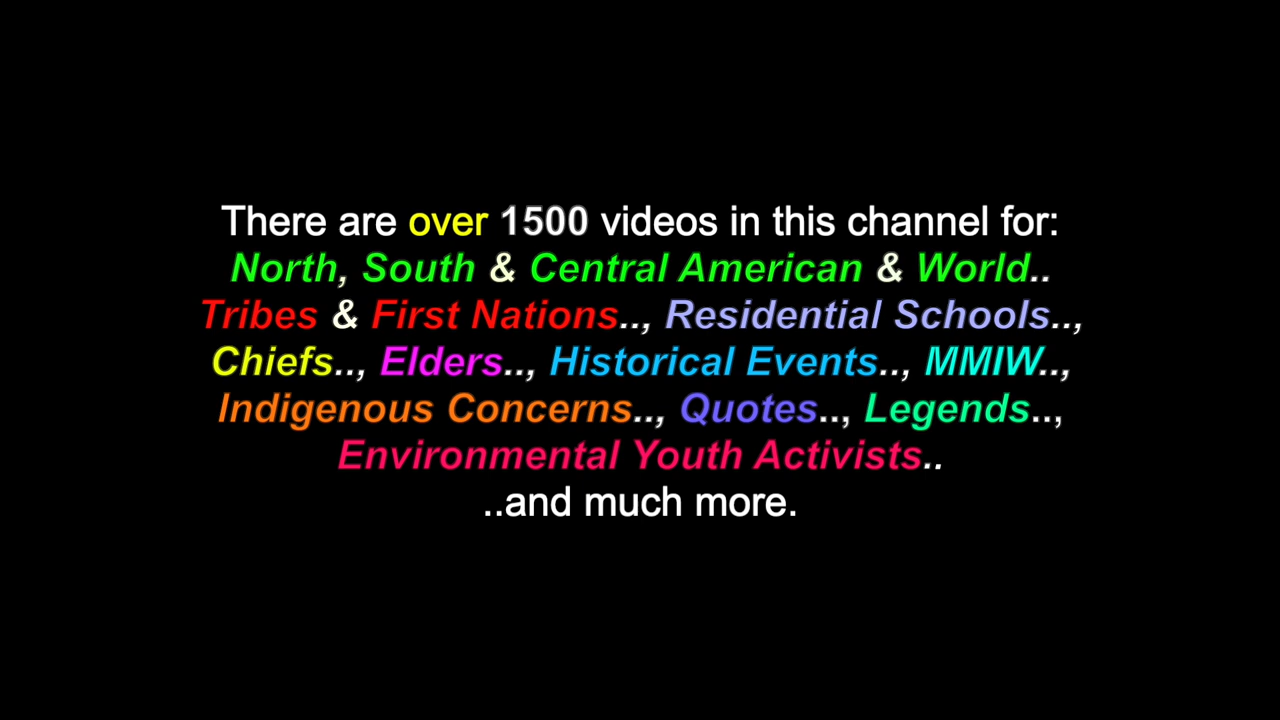 There are over 1500 videos in this channel for:
North, South & Central American & World..
Tribes & First Nations.., Residential Schools..,
Chiefs.., Elders.., Historical Events.., MMIW..,
Indigenous Concerns.., Quotes.., Legends..,
Environmental Youth Activists..
..and much more.